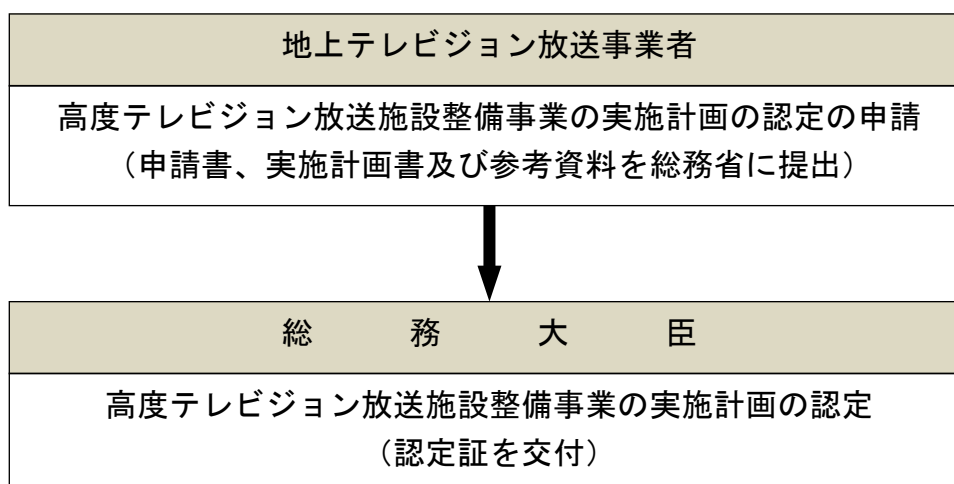 地上テレビジョン放送事業者
高度テレビジョン放送施設整備事業の実施計画の認定の申請
（申請書、実施計画書及び参考資料を総務省に提出）
総務大臣
高度テレビジョン放送施設整備事業の実施計画の認定
（認定証を交付）